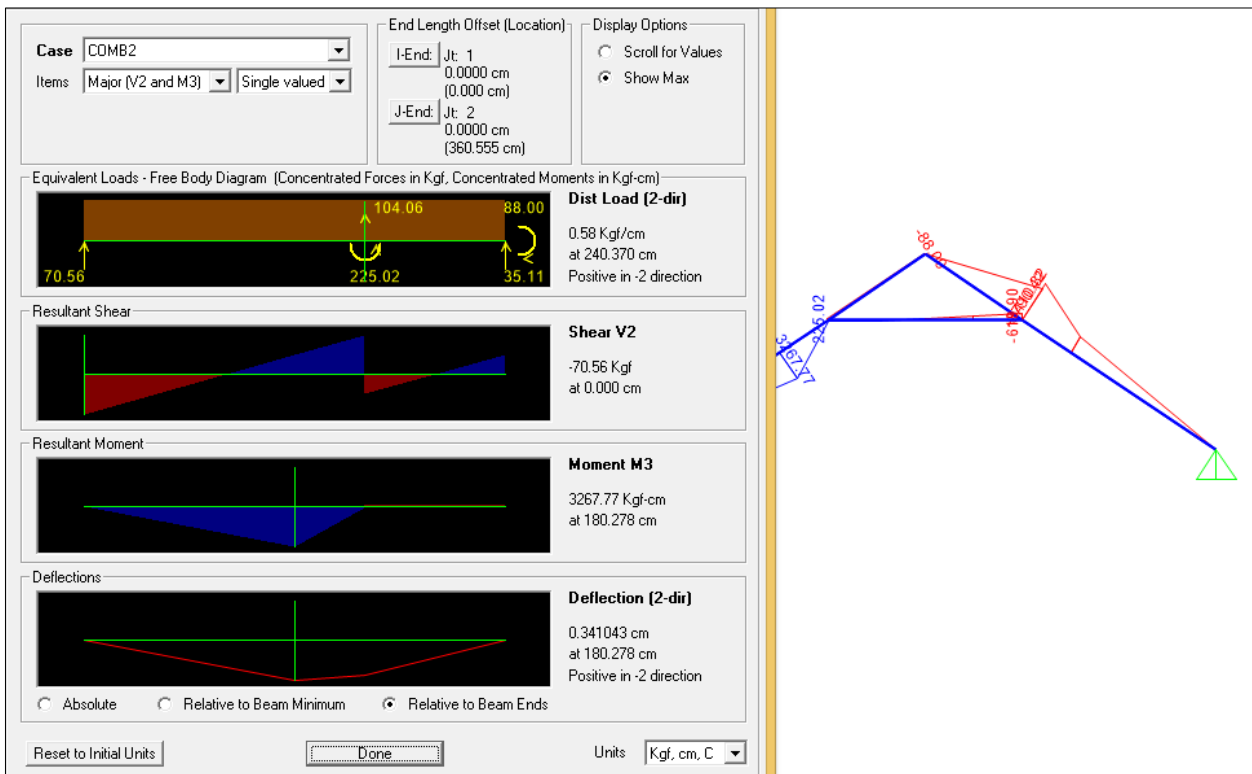 Case COMB2
Items Major (V2 and M3) Single valued
End Length Offset (Location)
I-End: Jt: 1
0.0000 cm
(0.000 cm)
J-End: Jt: 2
0.0000 cm
(360.555 cm)
Display Options
Scroll for Values
Show Max
Equivalent Loads - Free Body Diagram (Concentrated Forces in Kgf, Concentrated Moments in Kgf-cm)
104.06 88.00
70.56 225.02 35.11
Dist Load (2-dir)
0.58 Kgf/cm
at 240.370 cm
Positive in -2 direction
Resultant Shear
Shear V2
-70.56 Kgf
at 0.000 cm
Resultant Moment
Moment M3
3267.77 Kgf-cm
at 180.278 cm
Deflections
Deflection (2-dir)
0.341043 cm
at 180.278 cm
Positive in -2 direction
Absolute Relative to Beam Minimum Relative to Beam Ends
Reset to Initial Units Done Units Kgf, cm, C
225.02
3267.77